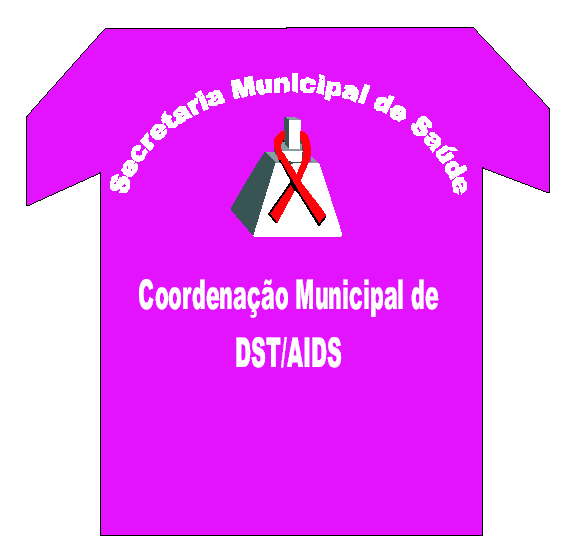 Secretaria Municipal de Saúde
Coordenação Municipal de
DST/AIDS